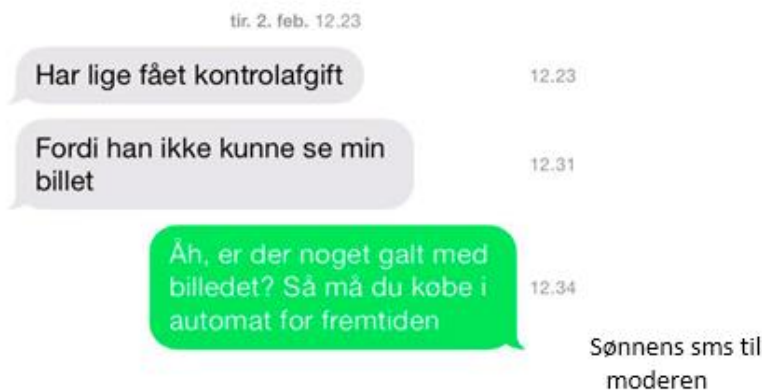 tir. 2. feb. 12.23
Har lige fået kontrolafgift
12.23
Fordi han ikke kunne se min
billet
12.31
Åh, er der noget galt med
billedet? Så må du købe i
automat for fremtiden
12.34
Sønnens sms til
moderen